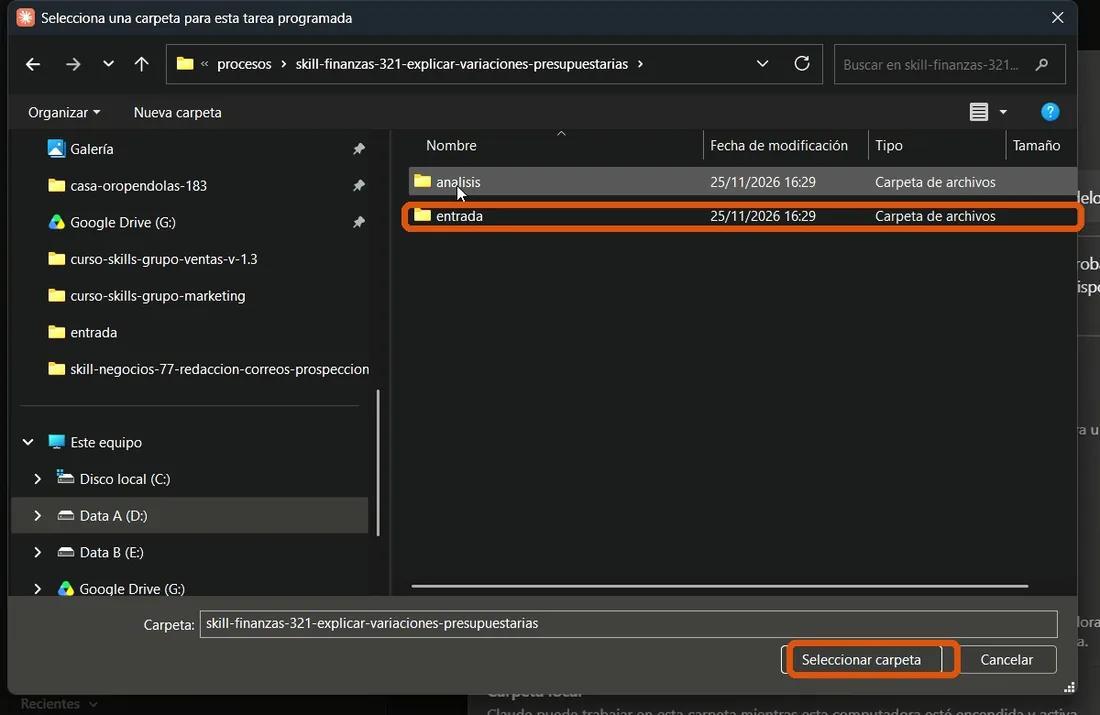 Selecciona una carpeta para esta tarea programada
« procesos › skill-finanzas-321-explicar-variaciones-presupuestarias ›
Buscar en skill-finanzas-321...
Organizar
Nueva carpeta
Nombre
Fecha de modificación
Tipo
Tamaño
Galería
casa-oropendolas-183
Google Drive (G:)
curso-skills-grupo-ventas-v-1.3
curso-skills-grupo-marketing
entrada
skill-negocios-77-redaccion-correos-prospeccion
Este equipo
Disco local (C:)
Data A (D:)
Data B (E:)
Google Drive (G:)
analisis 25/11/2026 16:29 Carpeta de archivos
entrada 25/11/2026 16:29 Carpeta de archivos
Carpeta: skill-finanzas-321-explicar-variaciones-presupuestarias
Seleccionar carpeta
Cancelar
Recientes
Carpeta local
Claude puede trabajar en esta carpeta mientras esta computadora esté encendida y activa